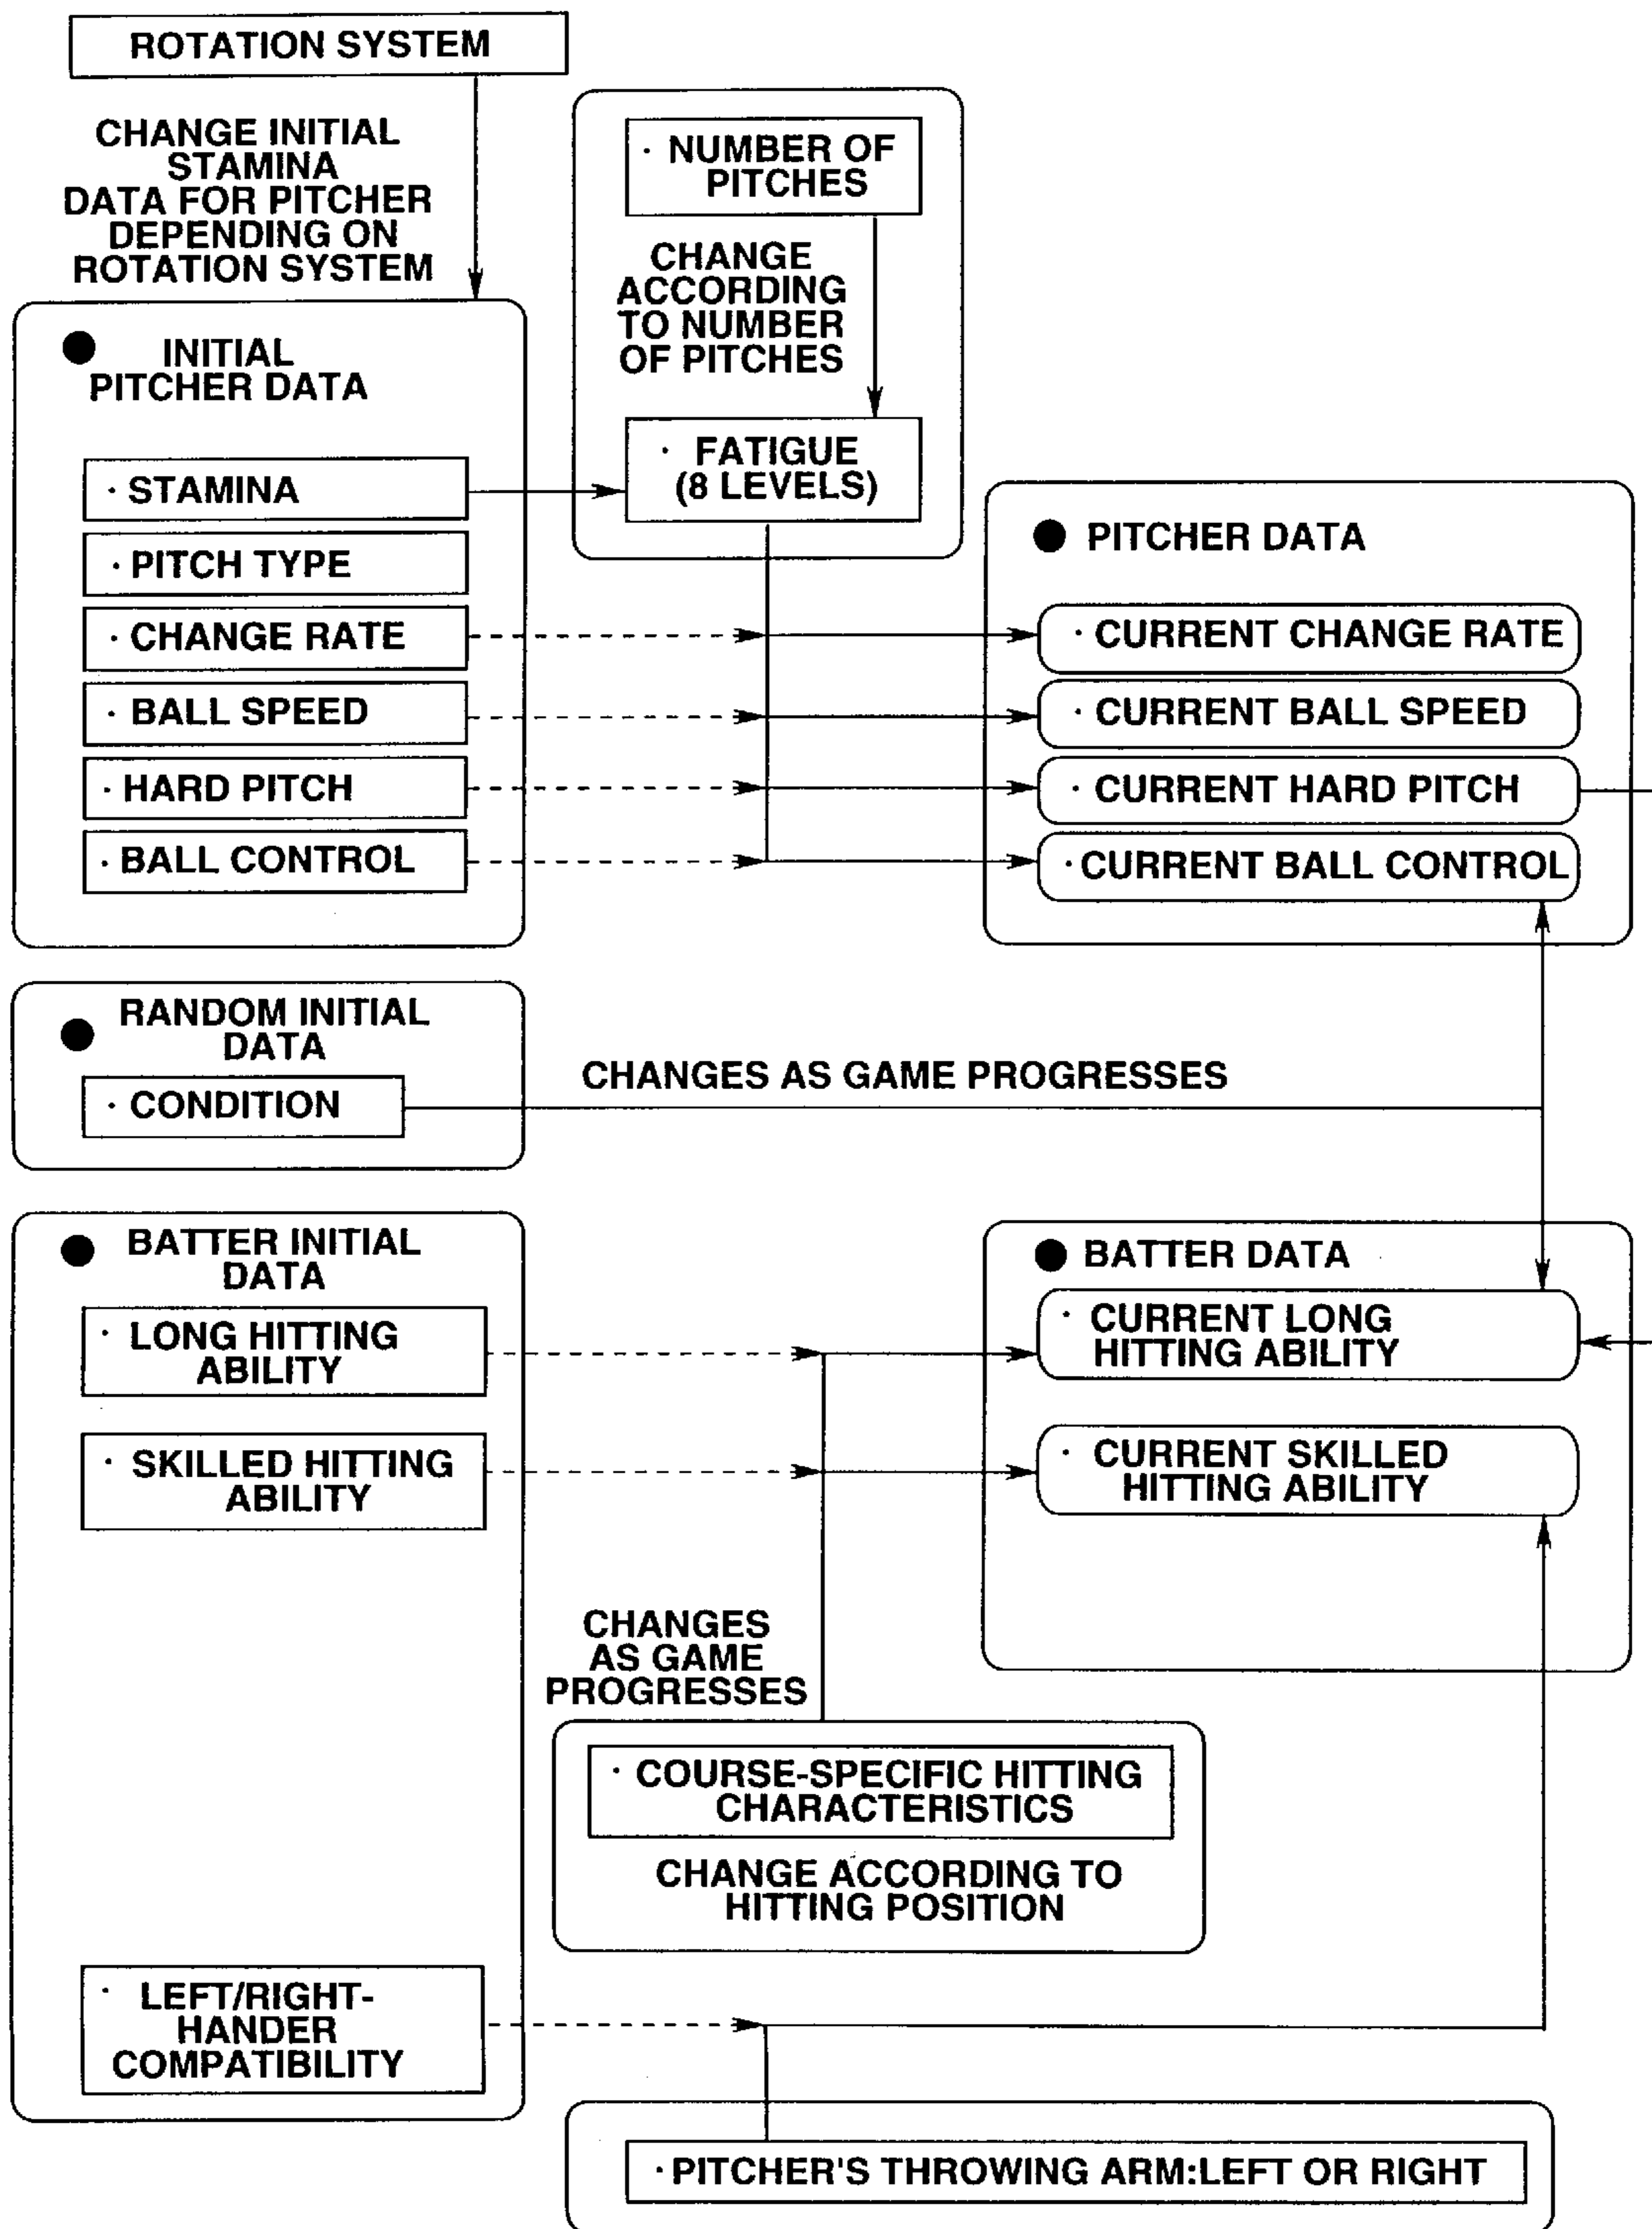 ROTATION SYSTEM
CHANGE INITIAL
STAMINA
DATA FOR PITCHER
DEPENDING ON
ROTATION SYSTEM
· NUMBER OF
PITCHES
CHANGE
ACCORDING
TO NUMBER
OF PITCHES
· FATIGUE
(8 LEVELS)
● INITIAL
PITCHER DATA
· STAMINA
· PITCH TYPE
· CHANGE RATE
· BALL SPEED
· HARD PITCH
· BALL CONTROL
● PITCHER DATA
· CURRENT CHANGE RATE
· CURRENT BALL SPEED
· CURRENT HARD PITCH
· CURRENT BALL CONTROL
● RANDOM INITIAL
DATA
· CONDITION
CHANGES AS GAME PROGRESSES
● BATTER INITIAL
DATA
· LONG HITTING
ABILITY
· SKILLED HITTING
ABILITY
● BATTER DATA
· CURRENT LONG
HITTING ABILITY
· CURRENT SKILLED
HITTING ABILITY
CHANGES
AS GAME
PROGRESSES
· COURSE-SPECIFIC HITTING
CHARACTERISTICS
CHANGE ACCORDING TO
HITTING POSITION
· LEFT/RIGHT-
HANDER
COMPATIBILITY
· PITCHER'S THROWING ARM:LEFT OR RIGHT